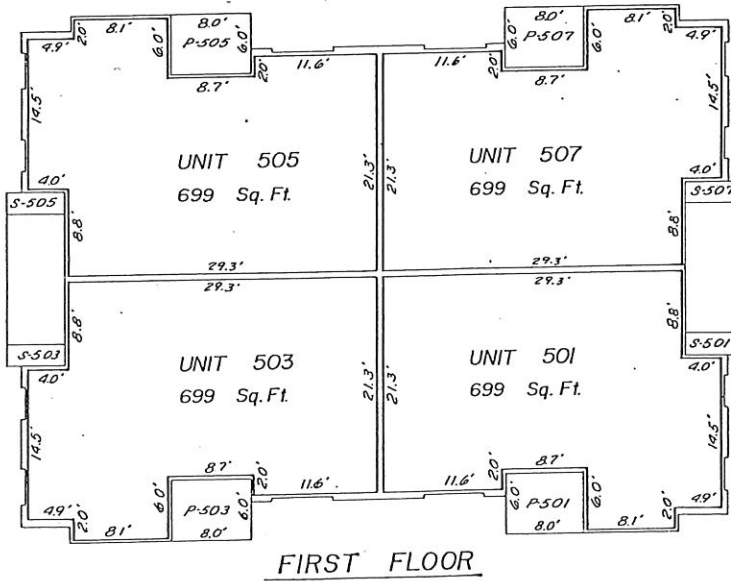 8.0' 8.0'
4.9' 2.0' 8.1' 6.0' P-505 6.0' 6.0' P-507 6.0' 8.1' 2.0' 4.9'
8.7' 2.0' 11.6' 11.6' 2.0' 8.7'
14.5' 14.5'
UNIT 505 UNIT 507
699 Sq. Ft. 21.3' 21.3' 699 Sq. Ft.
4.0' 4.0'
S-505 S-507
8.8' 8.8'
29.3' 29.3'
29.3' 29.3'
8.8' 8.8'
S-503 S-501
4.0' 4.0'
UNIT 503 UNIT 501
699 Sq. Ft. 21.3' 21.3' 699 Sq. Ft.
14.5' 14.5'
8.7' 2.0' 11.6' 11.6' 2.0' 8.7'
4.9' 2.0' 8.1' 6.0' P-503 6.0' 6.0' P-501 6.0' 8.1' 2.0' 4.9'
8.0' 8.0'
FIRST FLOOR